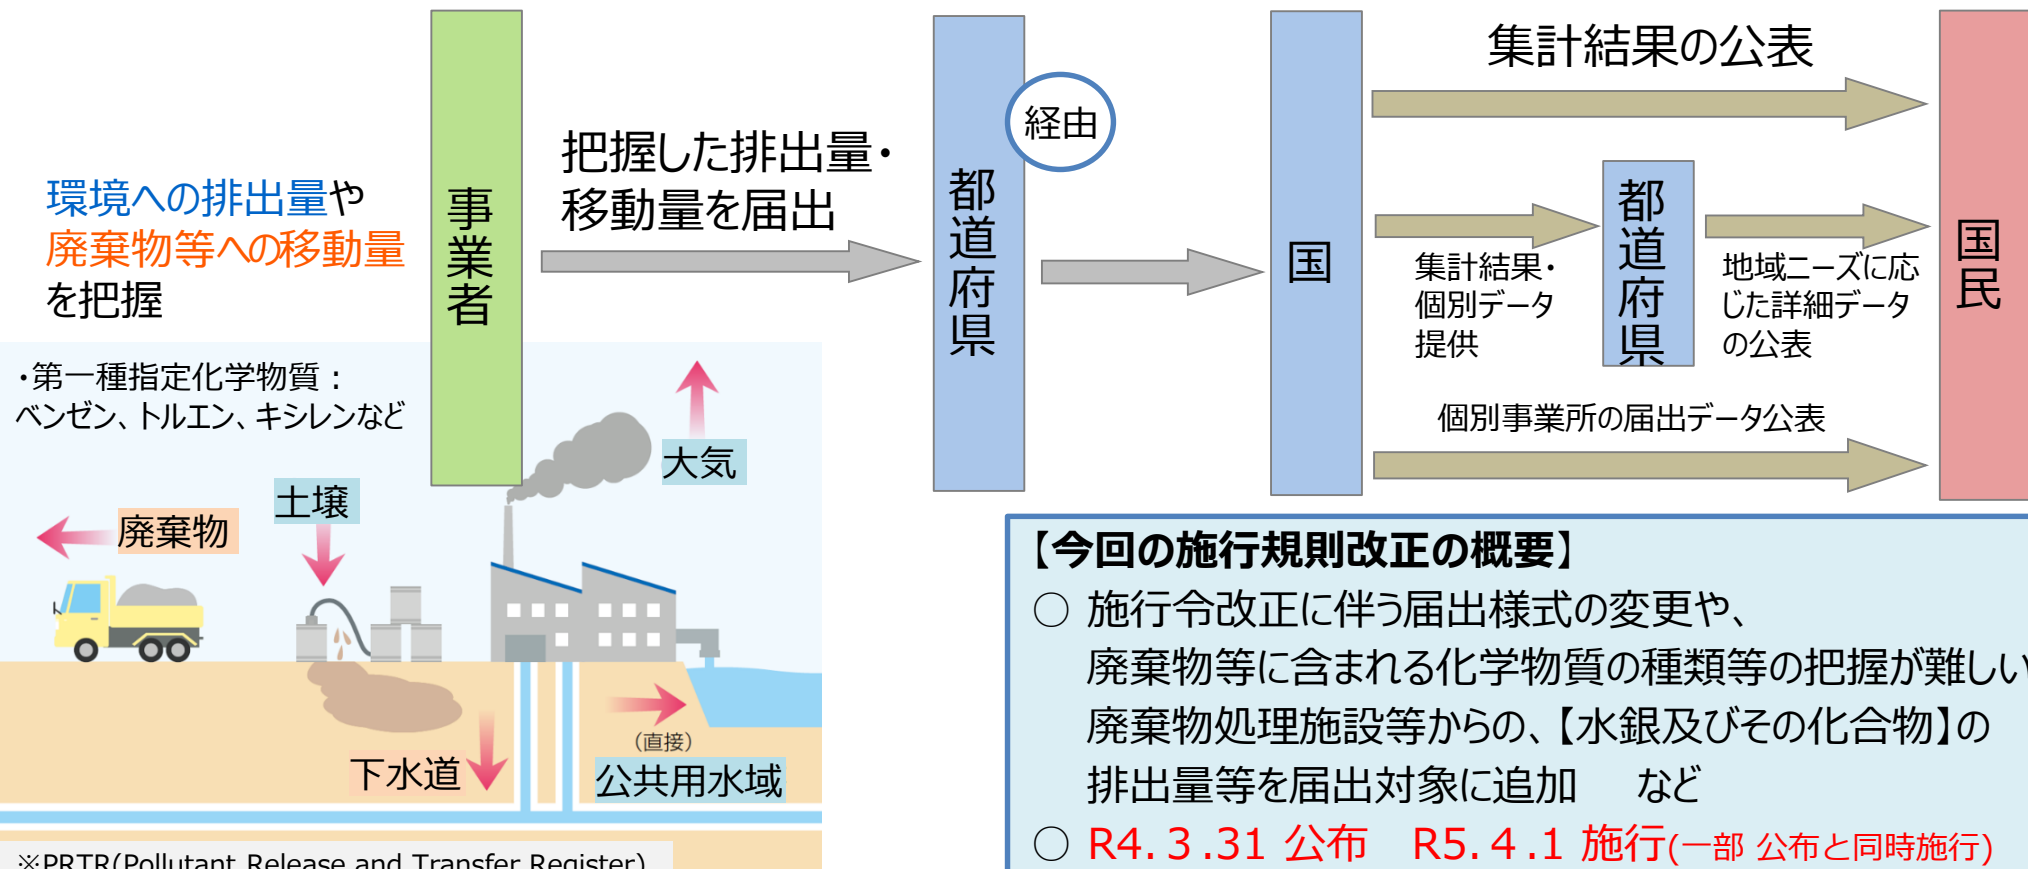 環境への排出量や
廃棄物等への移動量
を把握
事業者
把握した排出量・
移動量を届出
都道府県
経由
国
集計結果の公表
集計結果・
個別データ
提供
都道府県
地域ニーズに応
じた詳細データ
の公表
個別事業所の届出データ公表
国民
・第一種指定化学物質：
ベンゼン、トルエン、キシレンなど
大気
土壌
廃棄物
(直接)
下水道
公共用水域
※PRTR(Pollutant Release and Transfer Register)
【今回の施行規則改正の概要】
○ 施行令改正に伴う届出様式の変更や、
廃棄物等に含まれる化学物質の種類等の把握が難しい
廃棄物処理施設等からの、【水銀及びその化合物】の
排出量等を届出対象に追加　など
○ R4.３.31 公布　R5.４.1 施行(一部 公布と同時施行)